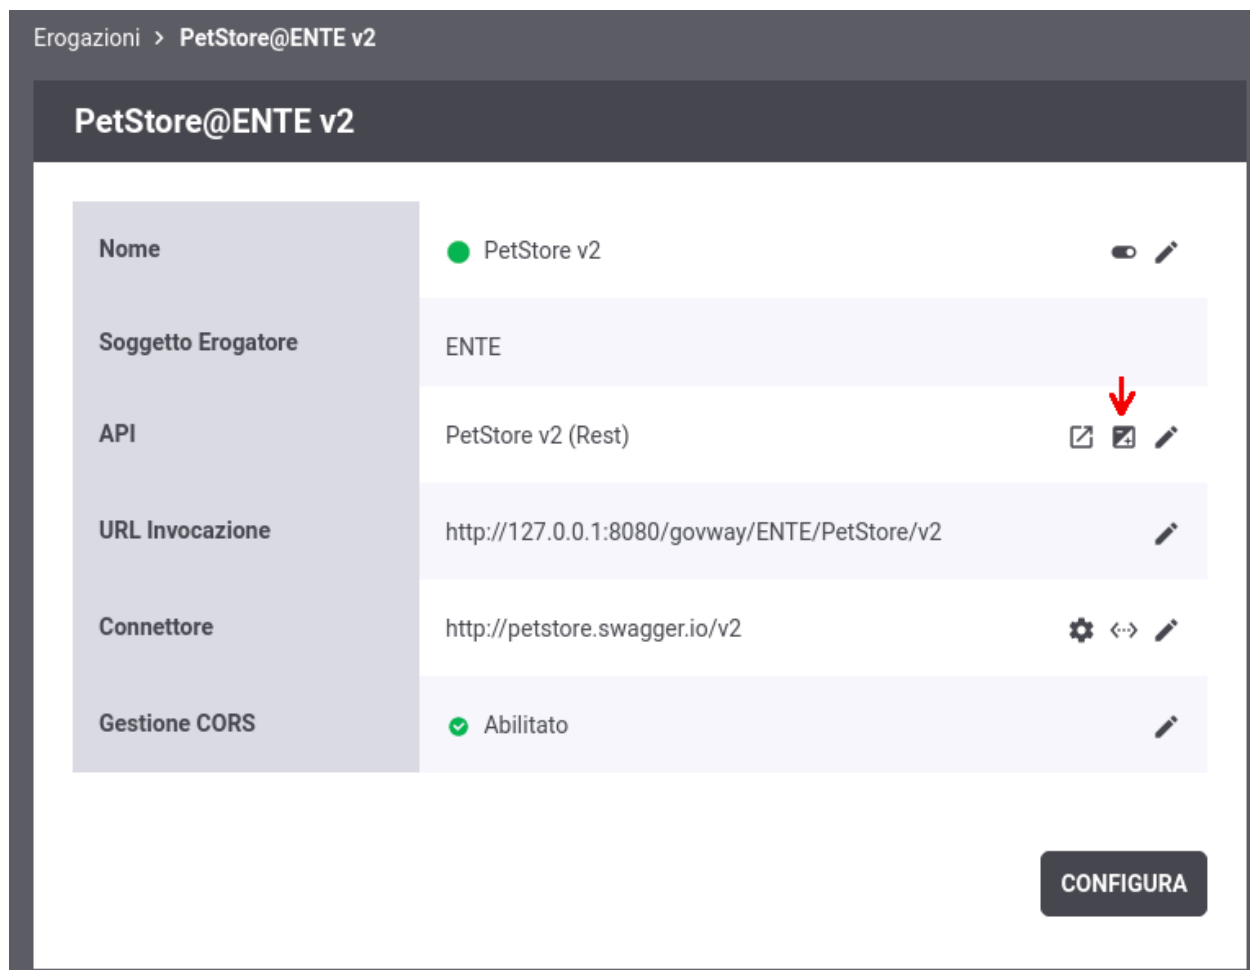 Erogazioni > PetStore@ENTE v2
PetStore@ENTE v2
Nome PetStore v2
Soggetto Erogatore ENTE
API PetStore v2 (Rest)
URL Invocazione http://127.0.0.1:8080/govway/ENTE/PetStore/v2
Connettore http://petstore.swagger.io/v2
Gestione CORS Abilitato
CONFIGURA